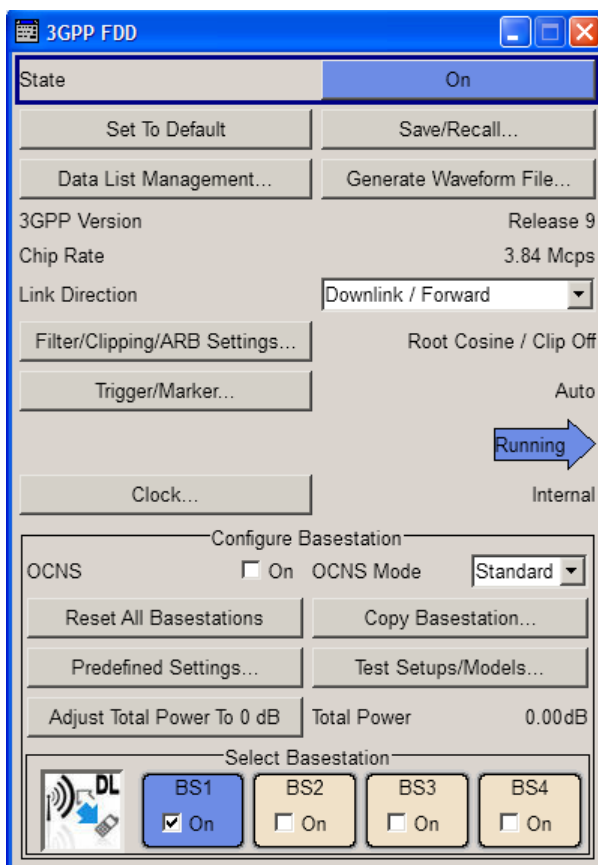 3GPP FDD
State On
Set To Default Save/Recall...
Data List Management... Generate Waveform File...
3GPP Version Release 9
Chip Rate 3.84 Mcps
Link Direction Downlink / Forward
Filter/Clipping/ARB Settings... Root Cosine / Clip Off
Trigger/Marker... Auto
Running
Clock... Internal
Configure Basestation
OCNS On OCNS Mode Standard
Reset All Basestations Copy Basestation...
Predefined Settings... Test Setups/Models...
Adjust Total Power To 0 dB Total Power 0.00dB
Select Basestation
DL BS1 BS2 BS3 BS4
On On On On